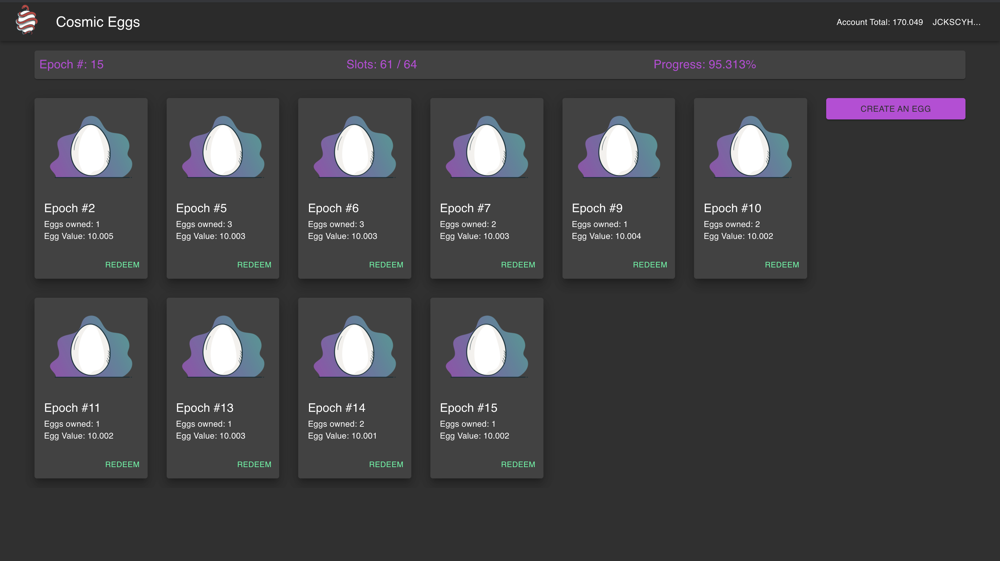 Cosmic Eggs
Account Total: 170.049
JCKSCYH...
Epoch #: 15
Slots: 61 / 64
Progress: 95.313%
CREATE AN EGG
Epoch #2
Eggs owned: 1
Egg Value: 10.005
REDEEM
Epoch #5
Eggs owned: 3
Egg Value: 10.003
REDEEM
Epoch #6
Eggs owned: 3
Egg Value: 10.003
REDEEM
Epoch #7
Eggs owned: 2
Egg Value: 10.003
REDEEM
Epoch #9
Eggs owned: 1
Egg Value: 10.004
REDEEM
Epoch #10
Eggs owned: 2
Egg Value: 10.002
REDEEM
Epoch #11
Eggs owned: 1
Egg Value: 10.002
REDEEM
Epoch #13
Eggs owned: 1
Egg Value: 10.003
REDEEM
Epoch #14
Eggs owned: 2
Egg Value: 10.001
REDEEM
Epoch #15
Eggs owned: 1
Egg Value: 10.002
REDEEM